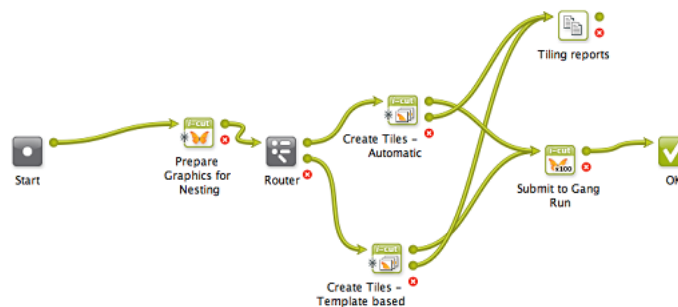 i-cut
Tiling reports
i-cut
Create Tiles -
Automatic
i-cut
Prepare
Graphics for
Nesting
Start
Router
i-cut
x100
Submit to Gang
Run
OK
i-cut
Create Tiles -
Template based